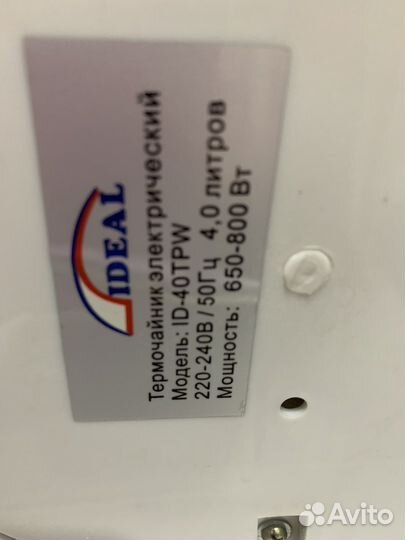 IDEAL
Термочайник электрический
Модель: ID-40TPW
220-240В / 50Гц 4,0 литров
Мощность: 650-800 Вт
Avito